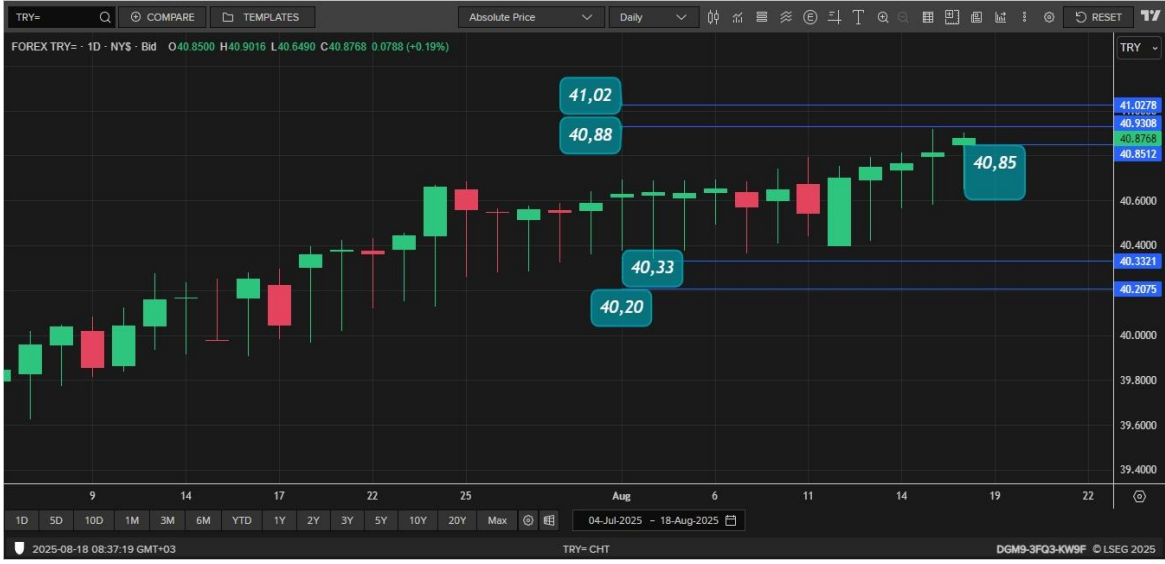 TRY=
COMPARE
TEMPLATES
Absolute Price
Daily
RESET
FOREX TRY= · 1D · NY$ · Bid O40.8500 H40.9016 L40.6490 C40.8768 0.0788 (+0.19%)
TRY
41,02
41.0278
40.9308
40,88
40.8768
40.8512
40,85
40.6000
40.4000
40,33
40.3321
40.2075
40,20
40.0000
39.8000
39.6000
39.4000
9 14 17 22 25 Aug 6 11 14 19 22
1D 5D 10D 1M 3M 6M YTD 1Y 2Y 3Y 5Y 10Y 20Y Max 04-Jul-2025 - 18-Aug-2025
2025-08-18 08:37:19 GMT+03 TRY= CHT DGM9-3FQ3-KW9F © LSEG 2025